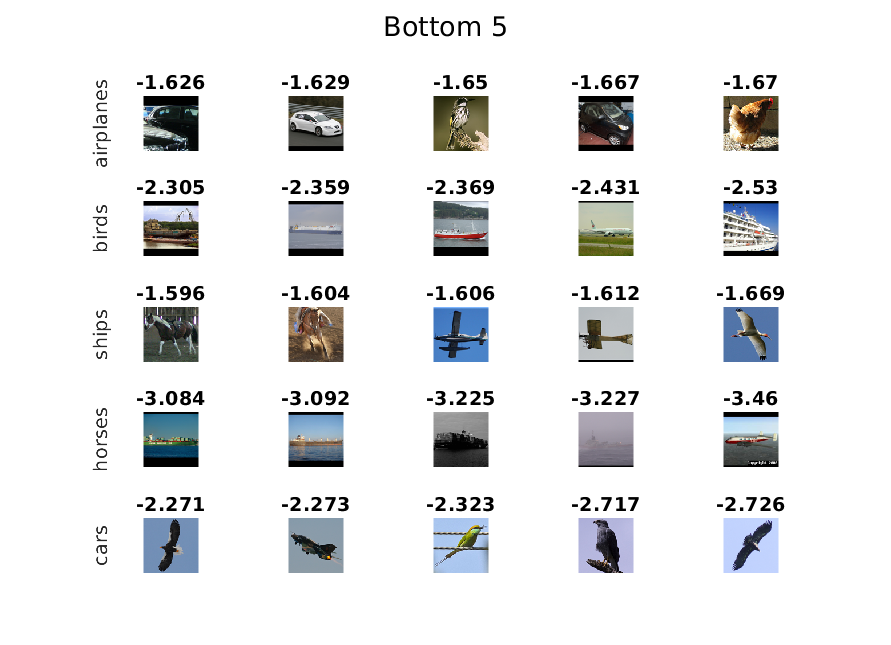 Bottom 5
airplanes
-1.626 -1.629 -1.65 -1.667 -1.67
birds
-2.305 -2.359 -2.369 -2.431 -2.53
ships
-1.596 -1.604 -1.606 -1.612 -1.669
horses
-3.084 -3.092 -3.225 -3.227 -3.46
cars
-2.271 -2.273 -2.323 -2.717 -2.726